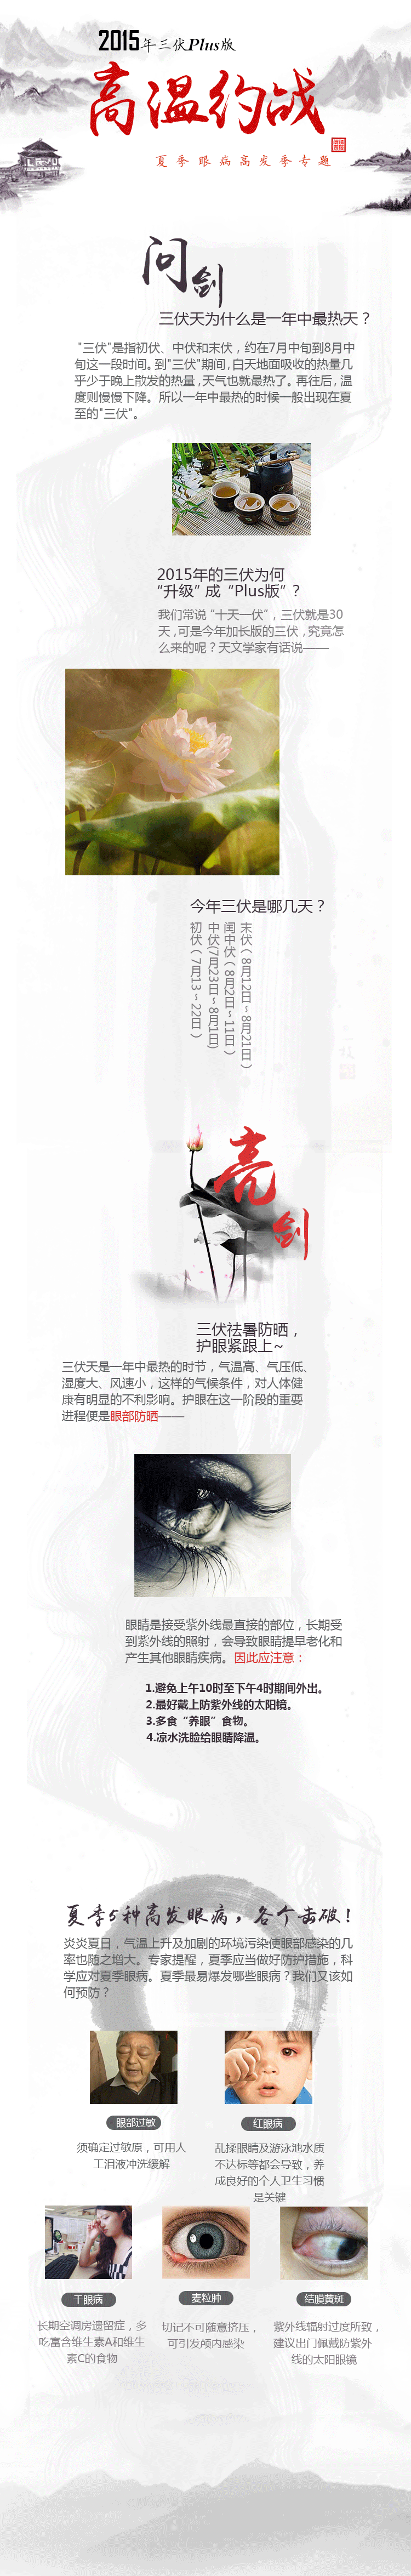 2015年三伏Plus版
高温约战
夏季眼病高发季专题
问剑
三伏天为什么是一年中最热天？
"三伏"是指初伏、中伏和末伏，约在7月中旬到8月中
旬这一段时间。到"三伏"期间，白天地面吸收的热量几
乎少于晚上散发的热量，天气也就最热了。再往后，温
度则慢慢下降。所以一年中最热的时候一般出现在夏
至的"三伏"。
2015年的三伏为何
“升级” 成 “Plus版” ？
我们常说 “十天一伏” ，三伏就是30
天，可是今年加长版的三伏，究竟怎
么来的呢？天文学家有话说——
今年三伏是哪几天？
初伏（7月13～22日）
中伏(7月23日～8月1日)
闰中伏（8月2日～11日）
末伏（8月12日～8月21日）
亮剑
三伏祛暑防晒，
护眼紧跟上~
三伏天是一年中最热的时节，气温高、气压低、
湿度大、风速小，这样的气候条件，对人体健
康有明显的不利影响。护眼在这一阶段的重要
进程便是眼部防晒——
眼睛是接受紫外线最直接的部位，长期受
到紫外线的照射，会导致眼睛提早老化和
产生其他眼睛疾病。因此应注意：
1.避免上午10时至下午4时期间外出。
2.最好戴上防紫外线的太阳镜。
3.多食 “养眼” 食物。
4.凉水洗脸给眼睛降温。
夏季5种高发眼病，各个击破！
炎炎夏日，气温上升及加剧的环境污染使眼部感染的几
率也随之增大。专家提醒，夏季应当做好防护措施，科
学应对夏季眼病。夏季最易爆发哪些眼病？我们又该如
何预防？
眼部过敏
须确定过敏原，可用人
工泪液冲洗缓解
红眼病
乱揉眼睛及游泳池水质
不达标等都会导致，养
成良好的个人卫生习惯
是关键
干眼病
长期空调房遗留症，多
吃富含维生素A和维生
素C的食物
麦粒肿
切记不可随意挤压，
可引发颅内感染
结膜黄斑
紫外线辐射过度所致，
建议出门佩戴防紫外
线的太阳眼镜